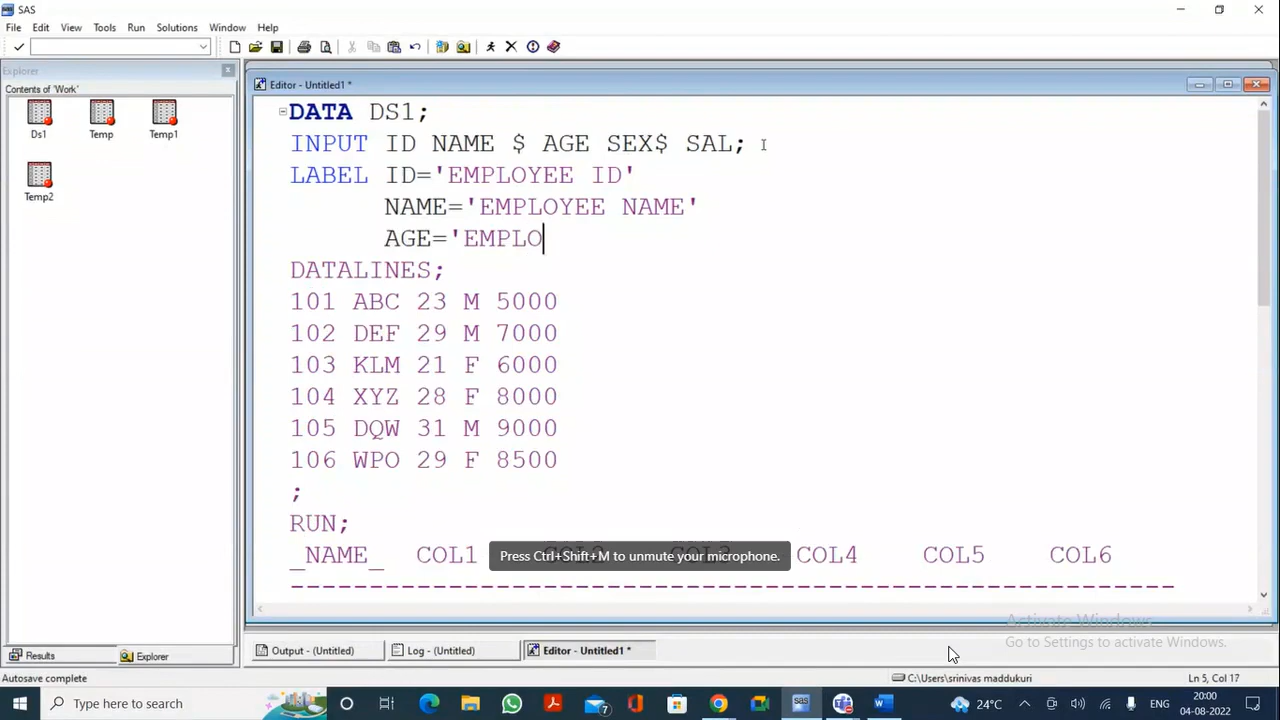 SAS
File Edit View Tools Run Solutions Window Help
Explorer
Contents of 'Work'
Ds1 Temp Temp1
Temp2
Editor - Untitled1 *
DATA DS1;
INPUT ID NAME $ AGE SEX$ SAL;
LABEL ID='EMPLOYEE ID'
NAME='EMPLOYEE NAME'
AGE='EMPLO
DATALINES;
101 ABC 23 M 5000
102 DEF 29 M 7000
103 KLM 21 F 6000
104 XYZ 28 F 8000
105 DQW 31 M 9000
106 WPO 29 F 8500
;
RUN;
_NAME_ COL1 COL4 COL5 COL6
--------------------------------------------------------
Press Ctrl+Shift+M to unmute your microphone.
Activate Windows
Go to Settings to activate Windows.
Results Explorer
Output - (Untitled) Log - (Untitled) Editor - Untitled1 *
Autosave complete C:\Users\srinivas maddukuri Ln 5, Col 17
Type here to search 7 24°C ENG 20:00
04-08-2022